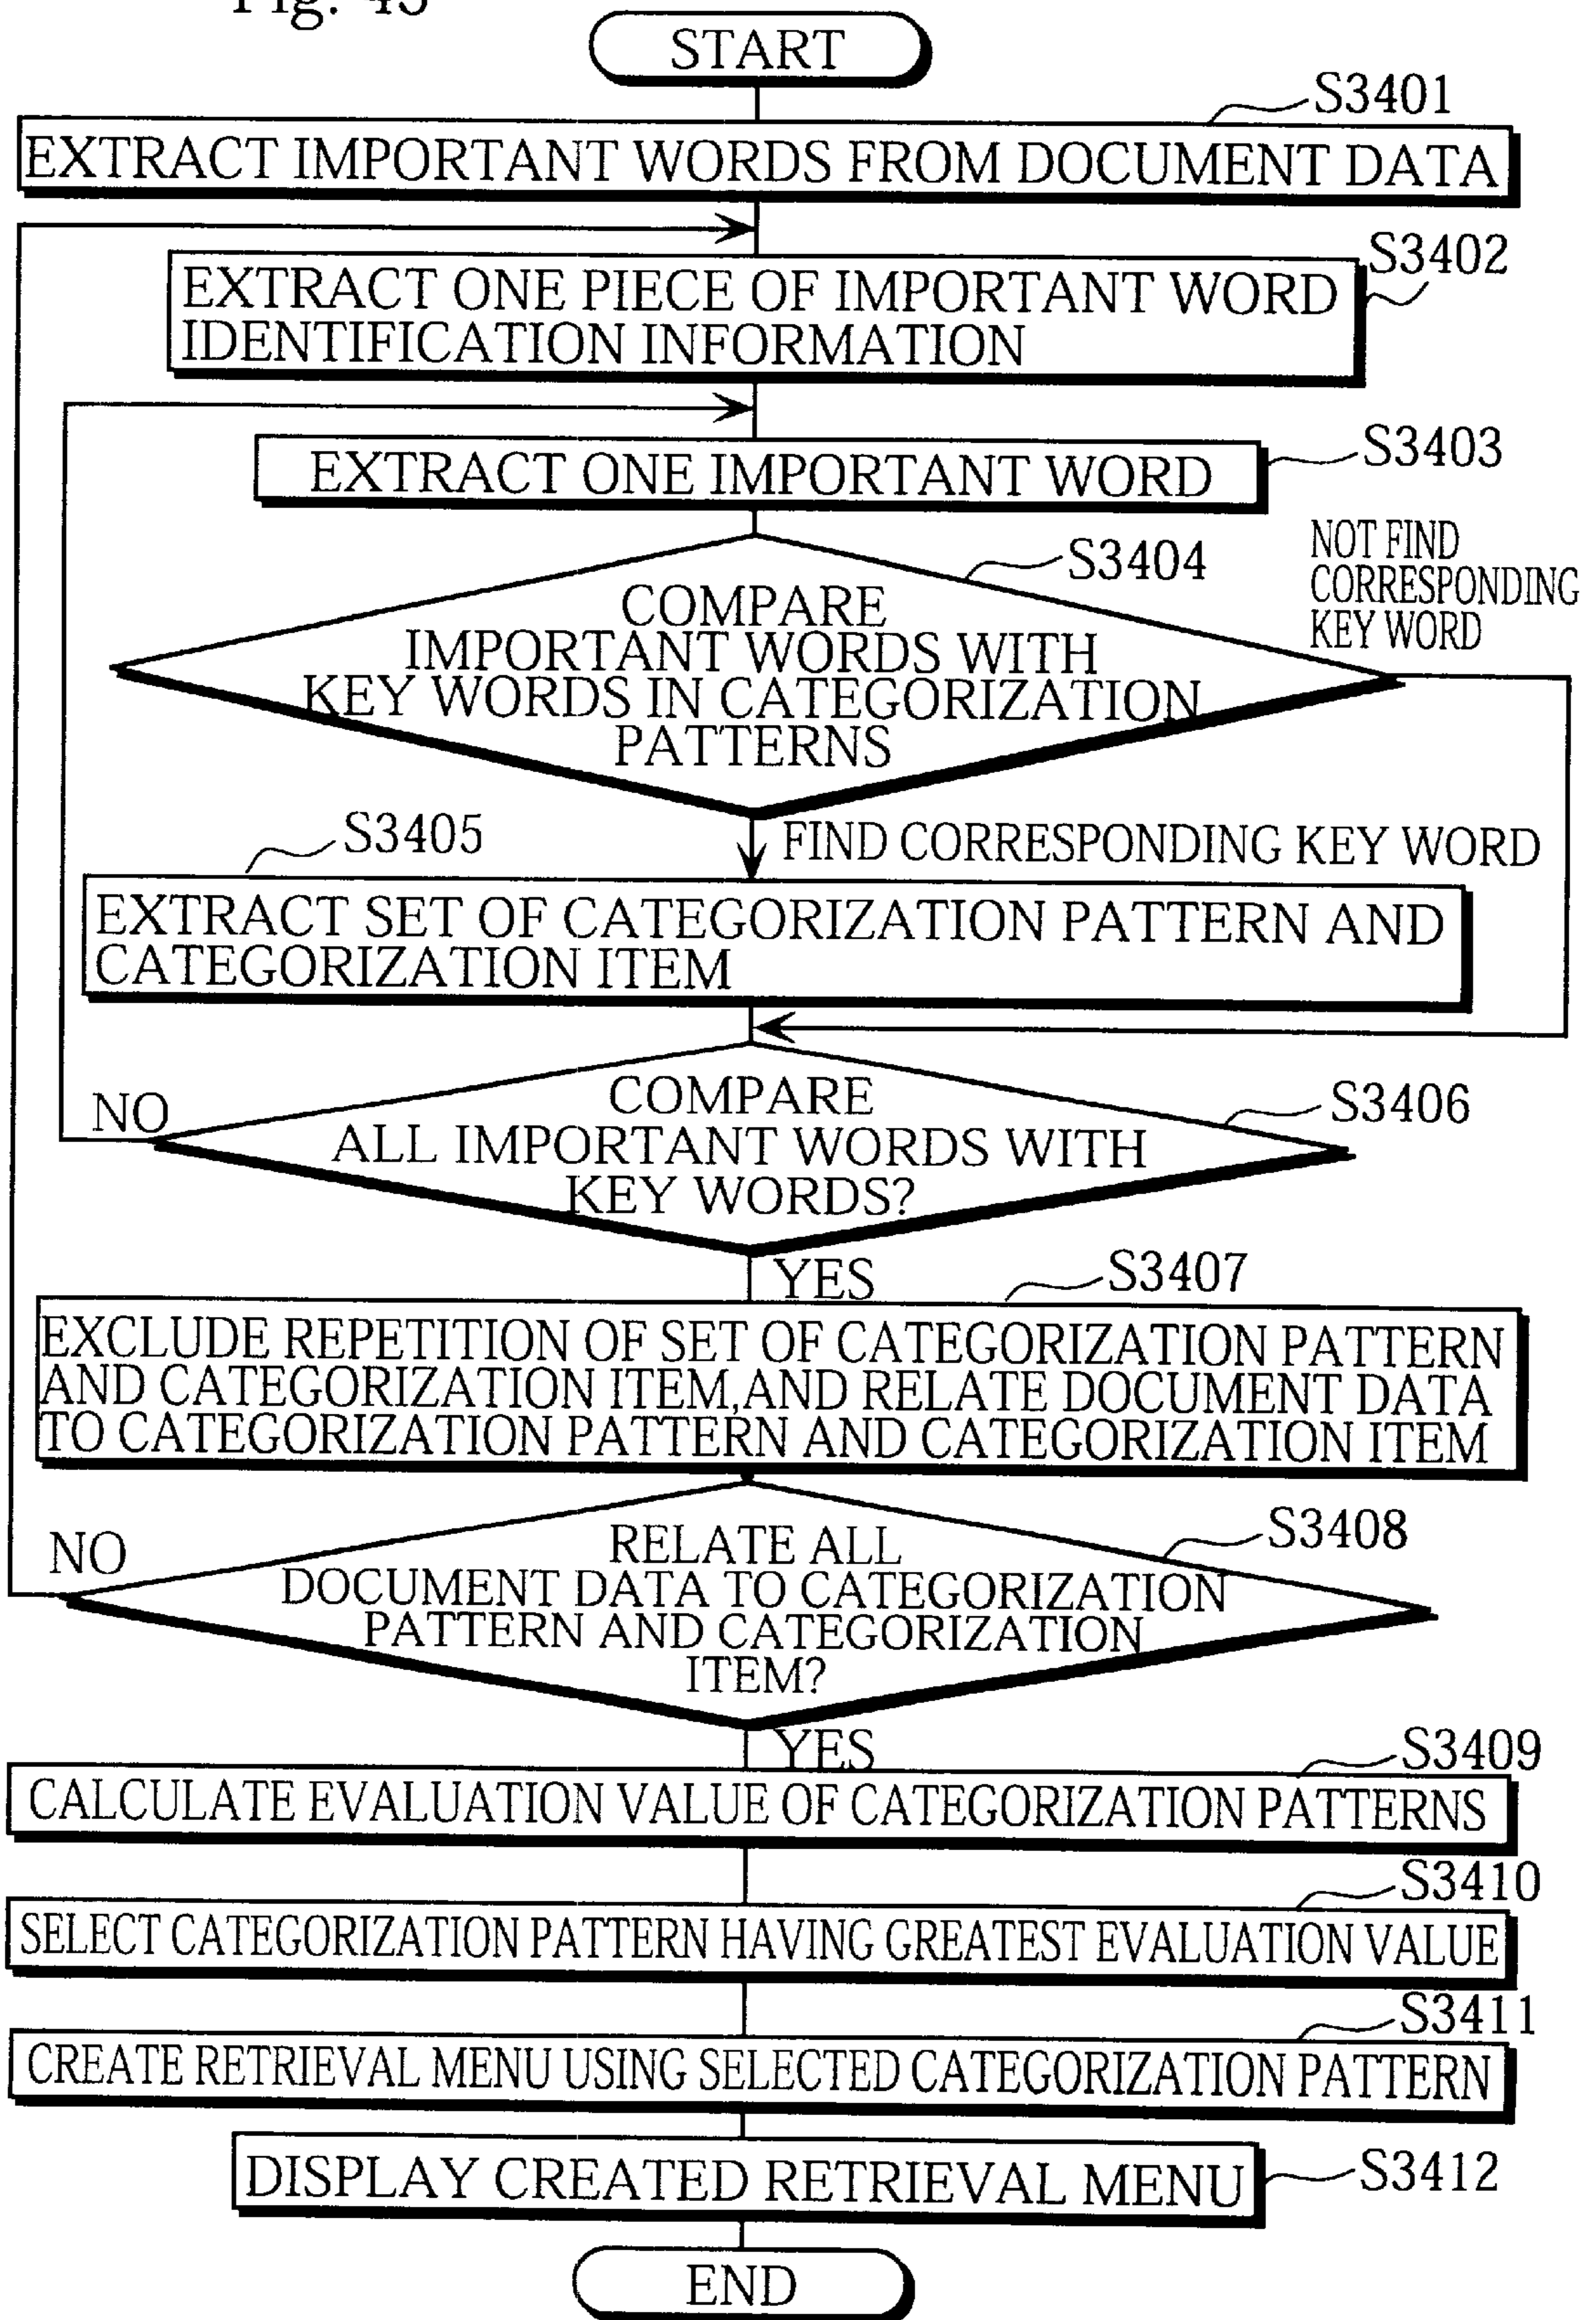 START
S3401
EXTRACT IMPORTANT WORDS FROM DOCUMENT DATA
S3402
EXTRACT ONE PIECE OF IMPORTANT WORD
IDENTIFICATION INFORMATION
S3403
EXTRACT ONE IMPORTANT WORD
S3404
NOT FIND
CORRESPONDING
KEY WORD
COMPARE
IMPORTANT WORDS WITH
KEY WORDS IN CATEGORIZATION
PATTERNS
S3405
FIND CORRESPONDING KEY WORD
EXTRACT SET OF CATEGORIZATION PATTERN AND
CATEGORIZATION ITEM
NO
COMPARE
ALL IMPORTANT WORDS WITH
KEY WORDS?
S3406
YES
S3407
EXCLUDE REPETITION OF SET OF CATEGORIZATION PATTERN
AND CATEGORIZATION ITEM,AND RELATE DOCUMENT DATA
TO CATEGORIZATION PATTERN AND CATEGORIZATION ITEM
NO
RELATE ALL
DOCUMENT DATA TO CATEGORIZATION
PATTERN AND CATEGORIZATION
ITEM?
S3408
YES
S3409
CALCULATE EVALUATION VALUE OF CATEGORIZATION PATTERNS
S3410
SELECT CATEGORIZATION PATTERN HAVING GREATEST EVALUATION VALUE
S3411
CREATE RETRIEVAL MENU USING SELECTED CATEGORIZATION PATTERN
DISPLAY CREATED RETRIEVAL MENU
S3412
END